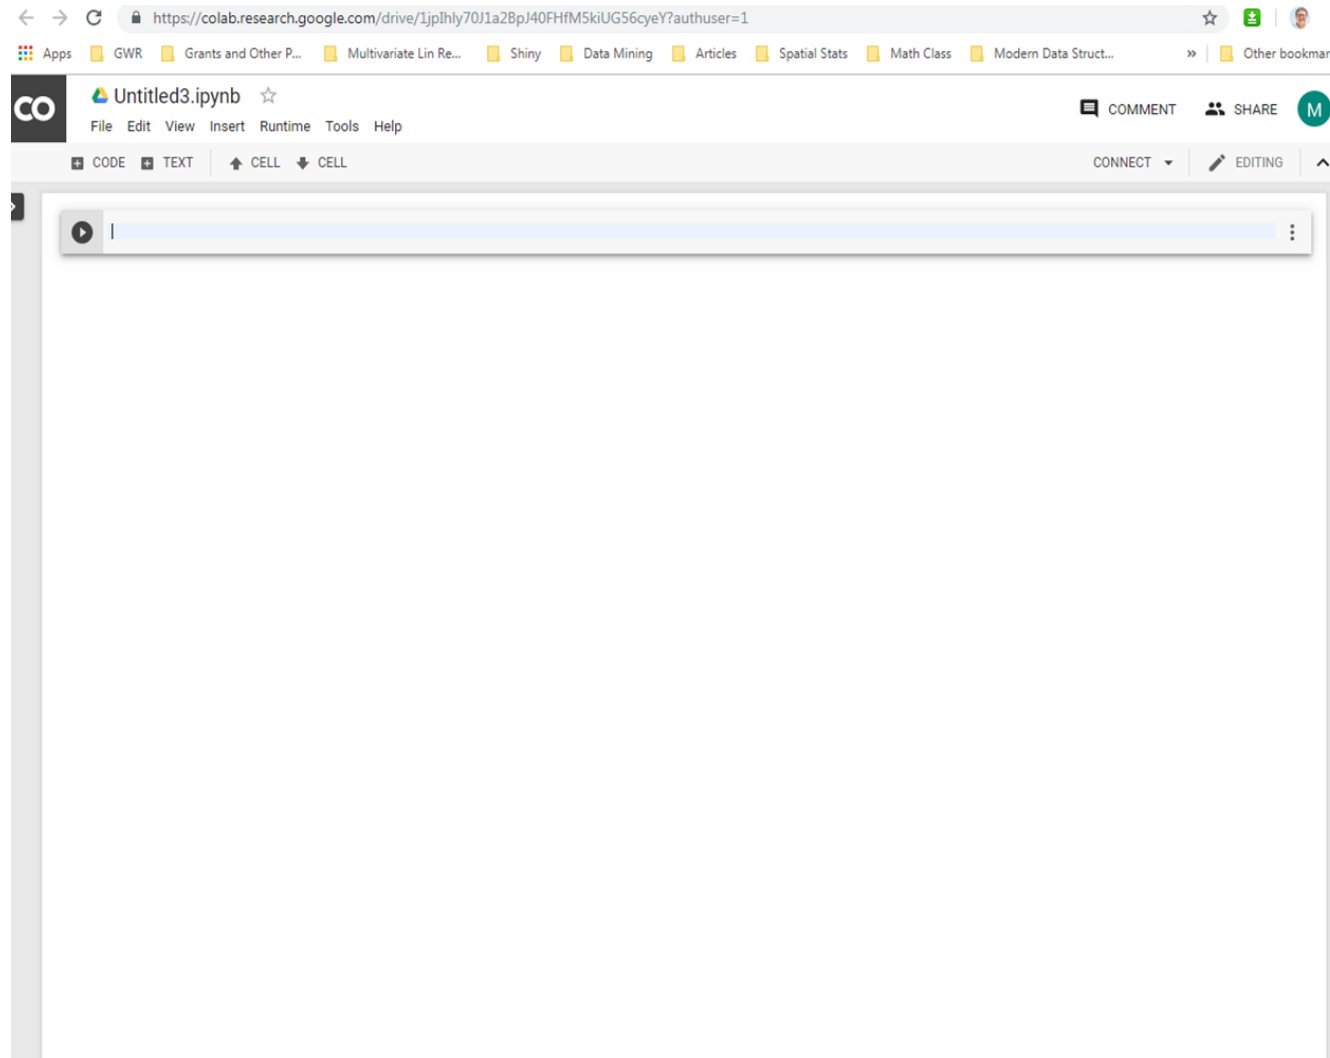 https://colab.research.google.com/drive/1jpIhly70J1a2BpJ40FHfM5kiUG56cyeY?authuser=1
Apps GWR Grants and Other P... Multivariate Lin Re... Shiny Data Mining Articles Spatial Stats Math Class Modern Data Struct... » Other bookmar
CO Untitled3.ipynb COMMENT SHARE M
File Edit View Insert Runtime Tools Help
CODE TEXT CELL CELL CONNECT EDITING